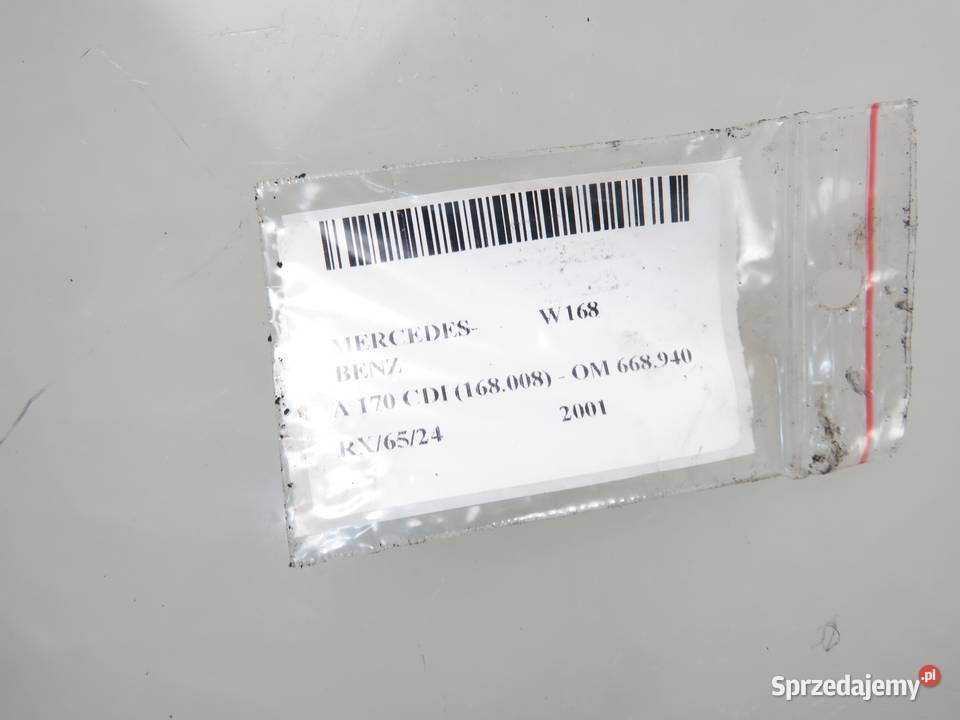 MERCEDES-BENZ W168
A 170 CDI (168.008) - OM 668.940
RX/65/24 2001
Sprzedajemy.pl